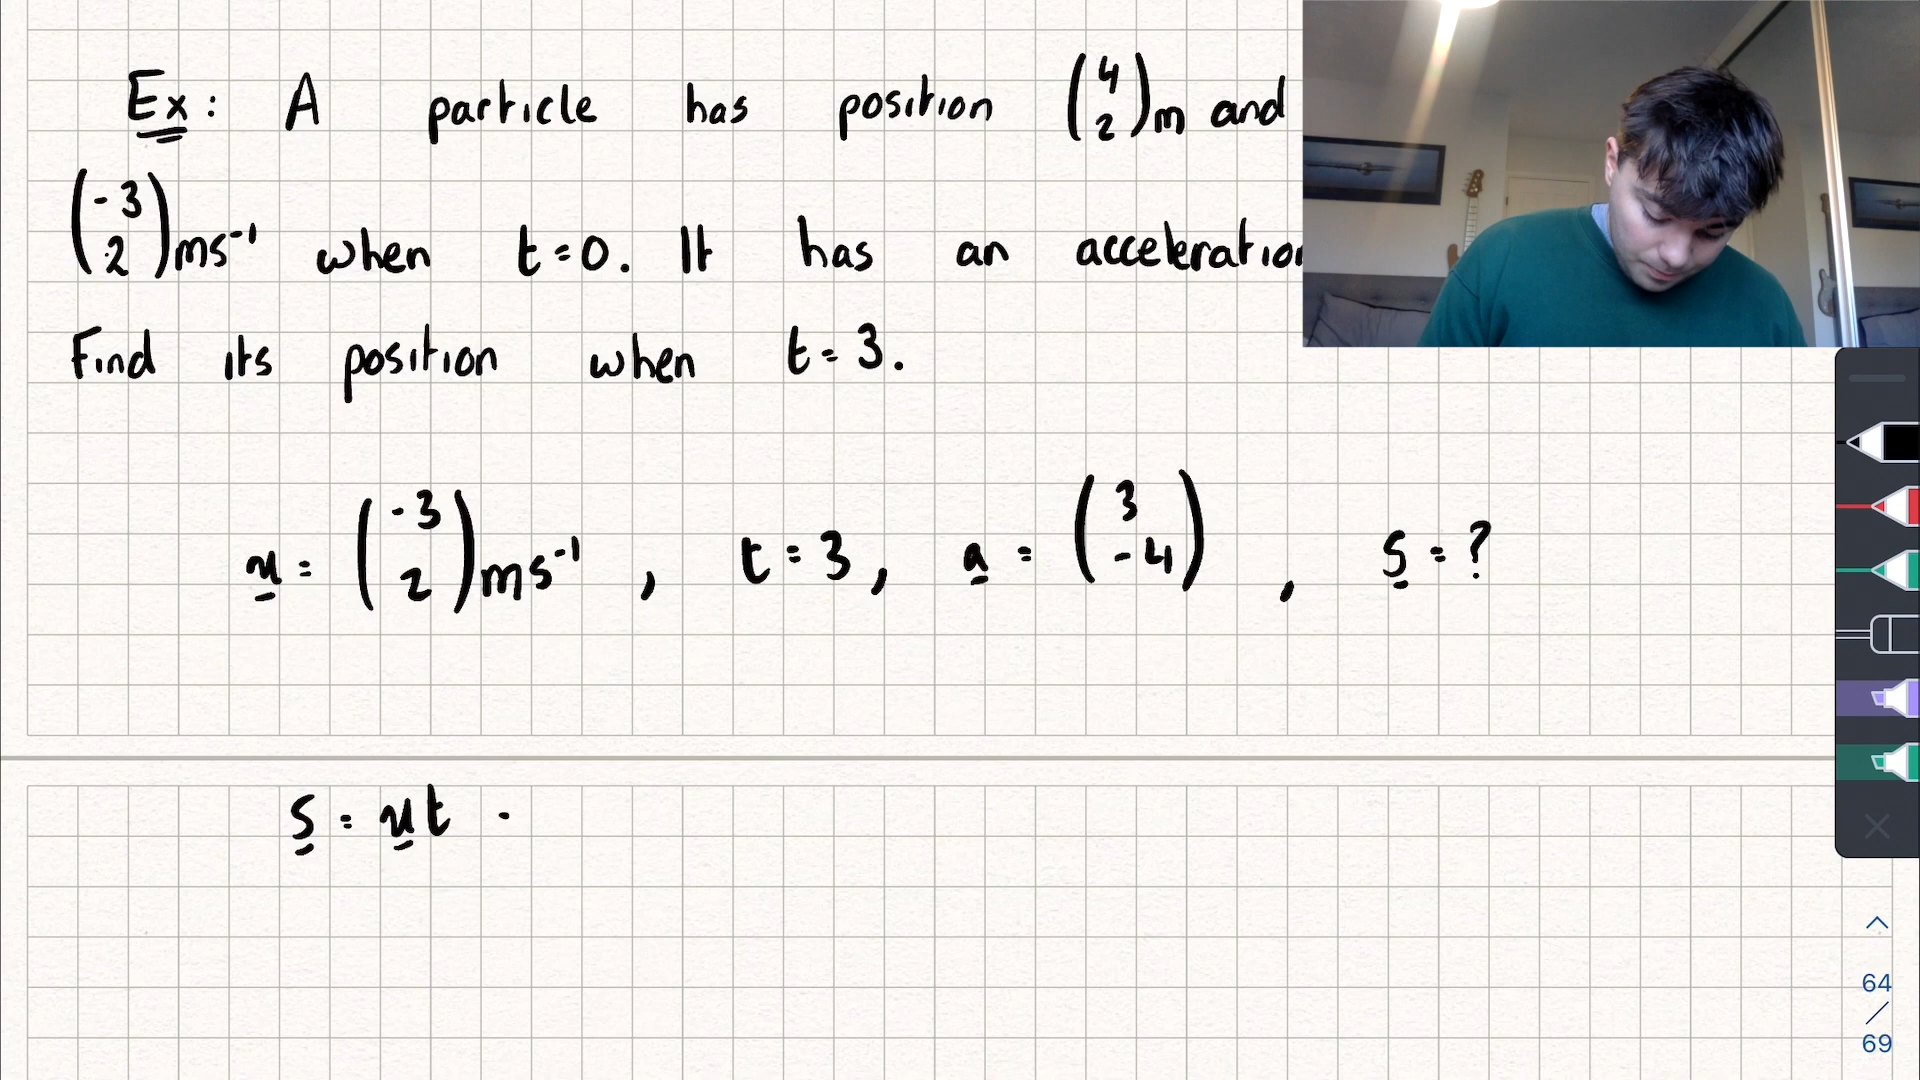 Ex: A particle has position (4 2) m and
(-3 2) ms⁻¹ when t=0. It has an acceleration
Find its position when t=3.
u = (-3 2) ms⁻¹, t=3, a = (3 -4), s=?
s = ut
64
/
69